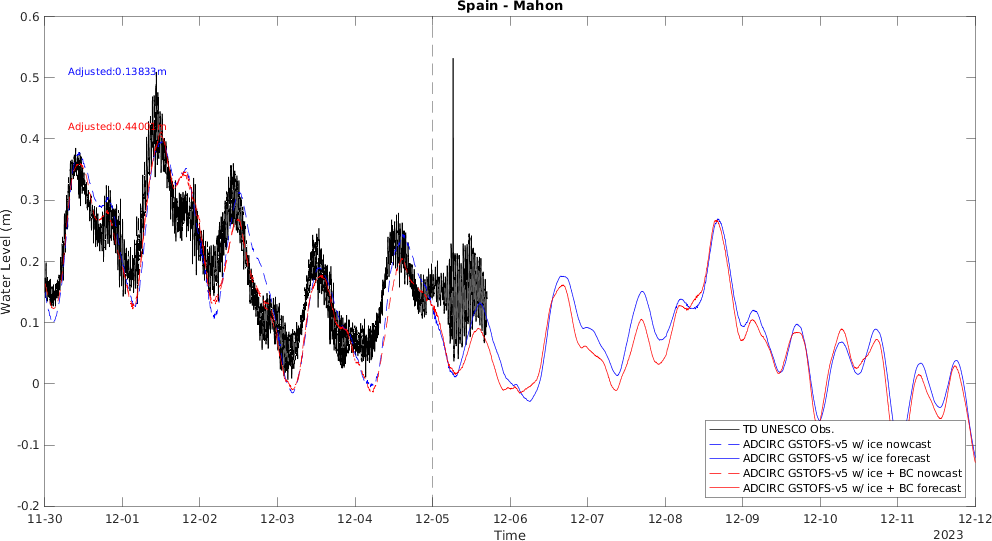 Spain - Mahon
Water Level (m)
0.6
0.5
0.4
0.3
0.2
0.1
0
-0.1
-0.2
Adjusted:0.13833m
Adjusted:0.4400
TD UNESCO Obs.
ADCIRC GSTOFS-v5 w/ ice nowcast
ADCIRC GSTOFS-v5 w/ ice forecast
ADCIRC GSTOFS-v5 w/ ice + BC nowcast
ADCIRC GSTOFS-v5 w/ ice + BC forecast
11-30 12-01 12-02 12-03 12-04 12-05 12-06 12-07 12-08 12-09 12-10 12-11 12-12
Time
2023